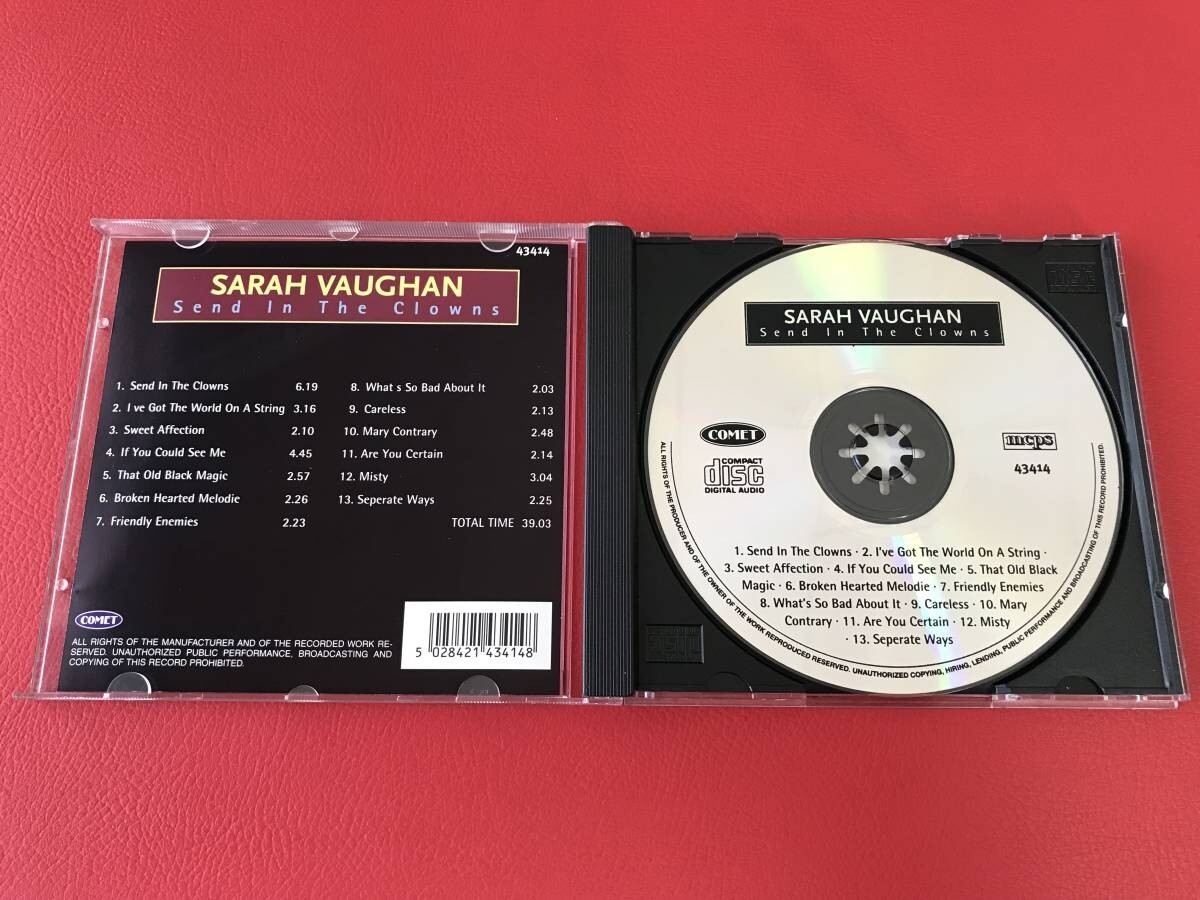 43414
SARAH VAUGHAN
Send In The Clowns
1. Send In The Clowns 6.19
2. I ve Got The World On A String 3.16
3. Sweet Affection 2.10
4. If You Could See Me 4.45
5. That Old Black Magic 2.57
6. Broken Hearted Melodie 2.26
7. Friendly Enemies 2.23
8. What s So Bad About It 2.03
9. Careless 2.13
10. Mary Contrary 2.48
11. Are You Certain 2.14
12. Misty 3.04
13. Seperate Ways 2.25
TOTAL TIME 39.03
COMET
ALL RIGHTS OF THE MANUFACTURER AND OF THE RECORDED WORK RE-
SERVED. UNAUTHORIZED PUBLIC PERFORMANCE, BROADCASTING AND
COPYING OF THIS RECORD PROHIBITED.
5 028421 434148
SARAH VAUGHAN
Send In The Clowns
COMET
COMPACT
disc
DIGITAL AUDIO
mcps
43414
1. Send In The Clowns · 2. I've Got The World On A String ·
3. Sweet Affection · 4. If You Could See Me · 5. That Old Black
Magic · 6. Broken Hearted Melodie · 7. Friendly Enemies
8. What's So Bad About It · 9. Careless · 10. Mary
Contrary · 11. Are You Certain · 12. Misty
· 13. Seperate Ways
ALL RIGHTS OF THE PRODUCER AND OF THE OWNER OF THE WORK REPRODUCED RESERVED. UNAUTHORIZED COPYING, HIRING, LENDING, PUBLIC PERFORMANCE AND BROADCASTING OF THIS RECORD PROHIBITED.